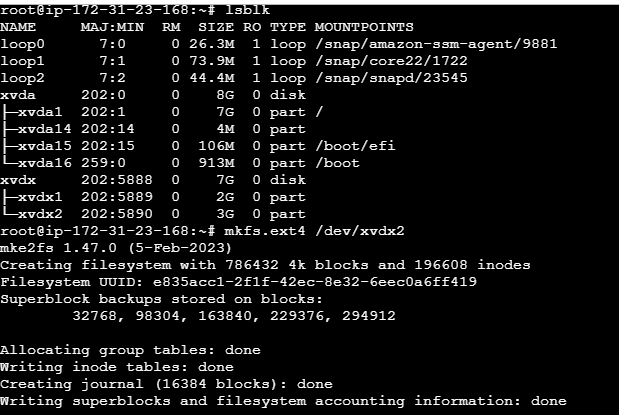 root@ip-172-31-23-168:~# lsblk
NAME     MAJ:MIN  RM  SIZE RO TYPE MOUNTPOINTS
loop0      7:0     0 26.3M  1 loop /snap/amazon-ssm-agent/9881
loop1      7:1     0 73.9M  1 loop /snap/core22/1722
loop2      7:2     0 44.4M  1 loop /snap/snapd/23545
xvda     202:0     0    8G  0 disk
├─xvda1  202:1     0    7G  0 part /
├─xvda14 202:14    0    4M  0 part
├─xvda15 202:15    0  106M  0 part /boot/efi
└─xvda16 259:0     0  913M  0 part /boot
xvdx     202:5888  0    7G  0 disk
├─xvdx1  202:5889  0    2G  0 part
└─xvdx2  202:5890  0    3G  0 part
root@ip-172-31-23-168:~# mkfs.ext4 /dev/xvdx2
mke2fs 1.47.0 (5-Feb-2023)
Creating filesystem with 786432 4k blocks and 196608 inodes
Filesystem UUID: e835acc1-2f1f-42ec-8e32-6eec0a6ff419
Superblock backups stored on blocks:
        32768, 98304, 163840, 229376, 294912

Allocating group tables: done
Writing inode tables: done
Creating journal (16384 blocks): done
Writing superblocks and filesystem accounting information: done